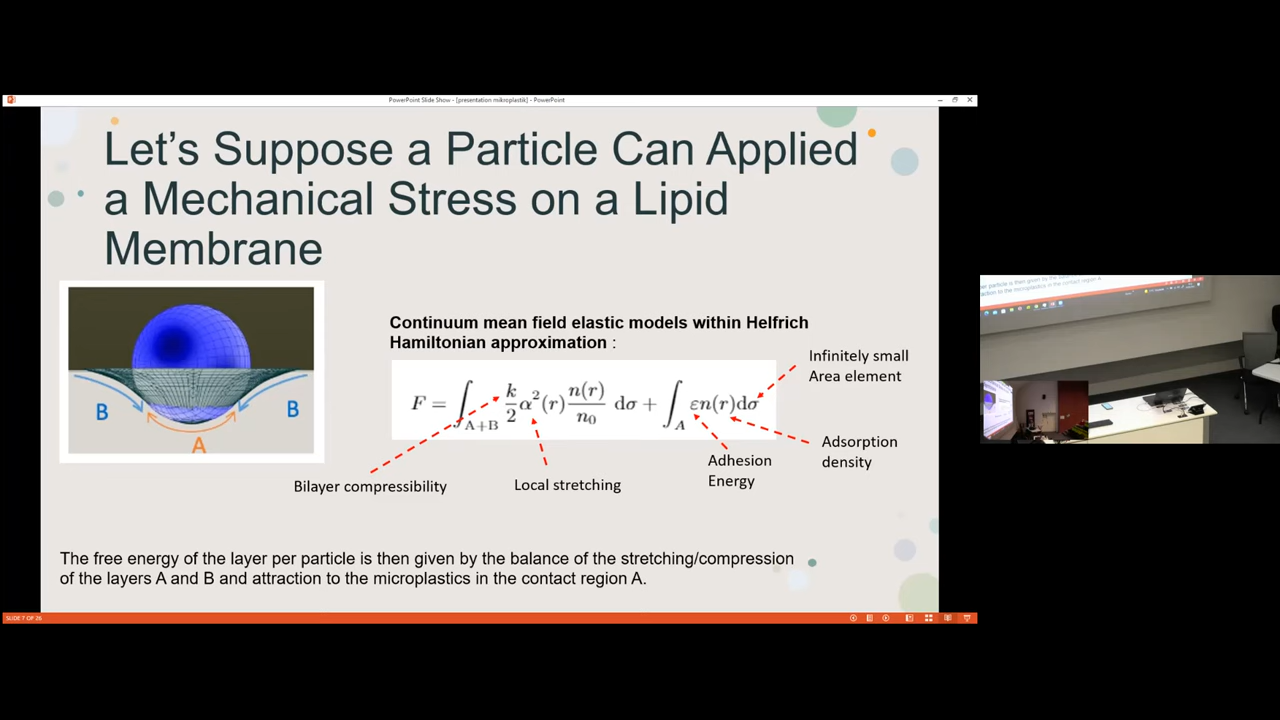 PowerPoint Slide Show - [presentation mikroplastik] - PowerPoint
Let's Suppose a Particle Can Applied
a Mechanical Stress on a Lipid
Membrane
B
B
A
Continuum mean field elastic models within Helfrich
Hamiltonian approximation :
F = ∫_{A+B} k/2 α²(r) n(r)/n₀ dσ + ∫_A εn(r)dσ
Infinitely small
Area element
Adsorption
density
Adhesion
Energy
Local stretching
Bilayer compressibility
The free energy of the layer per particle is then given by the balance of the stretching/compression
of the layers A and B and attraction to the microplastics in the contact region A.
SLIDE 7 OF 26